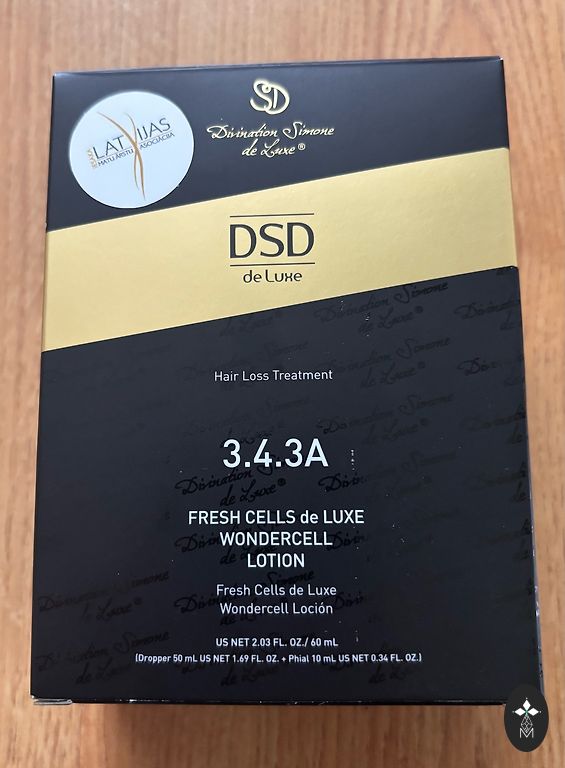 SD
Divination Simone
de Luxe®
LATVIJAS
MATU ĀRSTU ASOCIĀCIJA
DSD
de Luxe
Hair Loss Treatment
3.4.3A
FRESH CELLS de LUXE
WONDERCELL
LOTION
Fresh Cells de Luxe
Wondercell Loción
US NET 2.03 FL. OZ./ 60 mL
(Dropper 50 mL US NET 1.69 FL. OZ. + Phial 10 mL US NET 0.34 FL. OZ.)
M